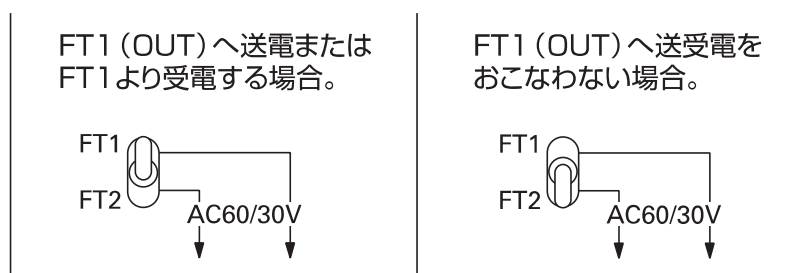 FT1（OUT）へ送電または
FT1より受電する場合。
FT1
FT2
AC60/30V
FT1（OUT）へ送受電を
おこなわない場合。
FT1
FT2
AC60/30V